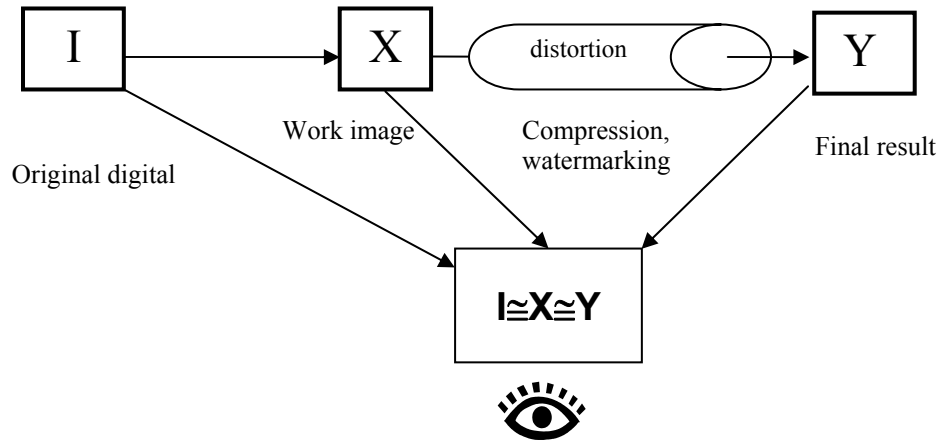 I
X
distortion
Y
Work image
Compression,
watermarking
Final result
Original digital
I≅X≅Y